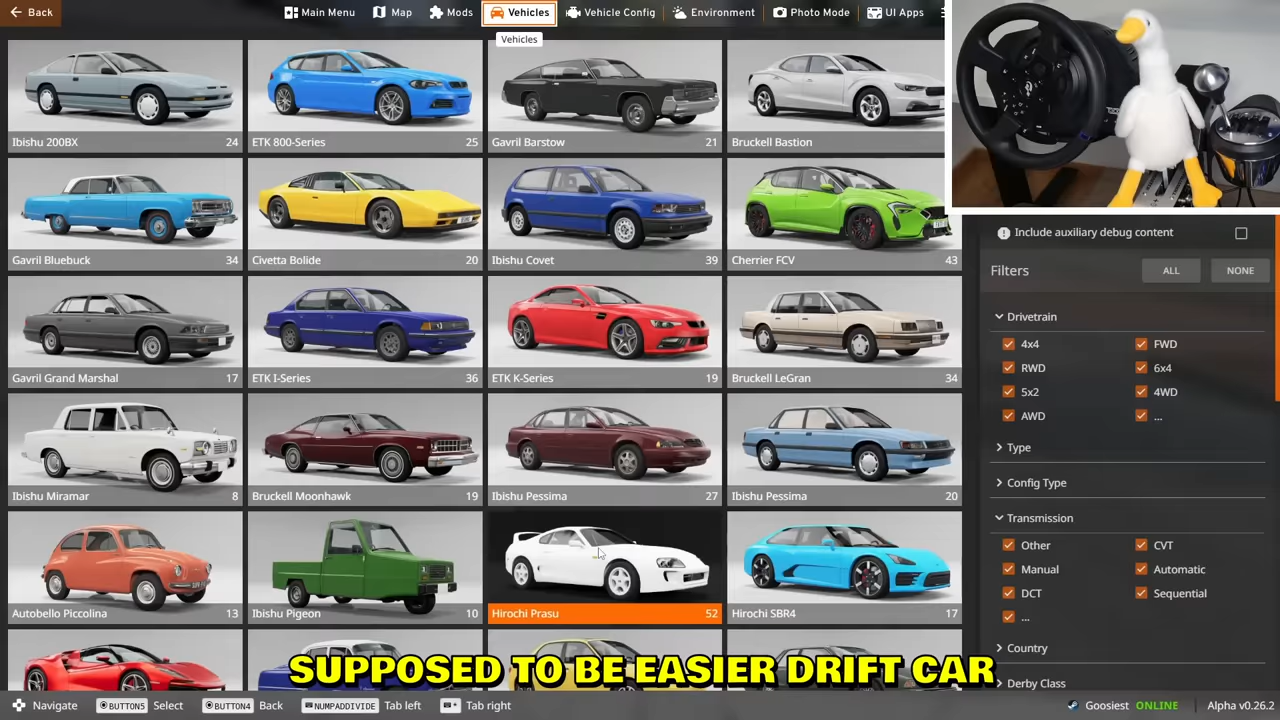 Back
Main Menu
Map
Mods
Vehicles
Vehicle Config
Environment
Photo Mode
UI Apps
Vehicles
Ibishu 200BX 24
ETK 800-Series 25
Gavril Barstow 21
Bruckell Bastion
Gavril Bluebuck 34
Civetta Bolide 20
Ibishu Covet 39
Cherrier FCV 43
Gavril Grand Marshal 17
ETK I-Series 36
ETK K-Series 19
Bruckell LeGran 34
Ibishu Miramar 8
Bruckell Moonhawk 19
Ibishu Pessima 27
Ibishu Pessima 20
Autobello Piccolina 13
Ibishu Pigeon 10
Hirochi Prasu 52
Hirochi SBR4 17
Include auxiliary debug content
Filters
ALL
NONE
Drivetrain
4x4
FWD
RWD
6x4
5x2
4WD
AWD
...
Type
Config Type
Transmission
Other
CVT
Manual
Automatic
DCT
Sequential
...
Country
Derby Class
SUPPOSED TO BE EASIER DRIFT CAR
Navigate
BUTTON5 Select
BUTTON4 Back
NUMPADDIVIDE Tab left
Tab right
Goosiest ONLINE
Alpha v0.26.2